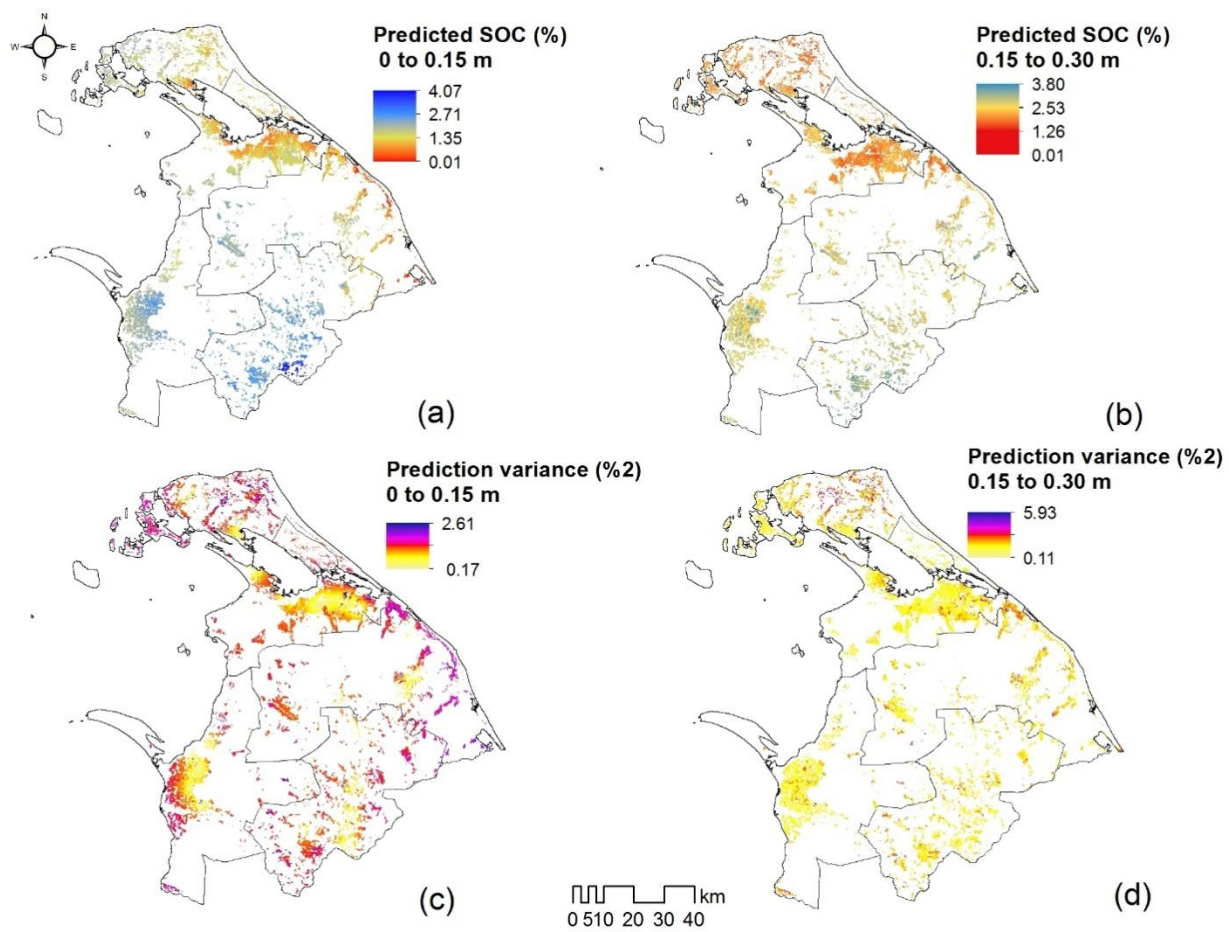 N
W E
S
Predicted SOC (%)
0 to 0.15 m
4.07
2.71
1.35
0.01
(a)
Predicted SOC (%)
0.15 to 0.30 m
3.80
2.53
1.26
0.01
(b)
Prediction variance (%2)
0 to 0.15 m
2.61
0.17
(c)
Prediction variance (%2)
0.15 to 0.30 m
5.93
0.11
(d)
km
0 510 20 30 40